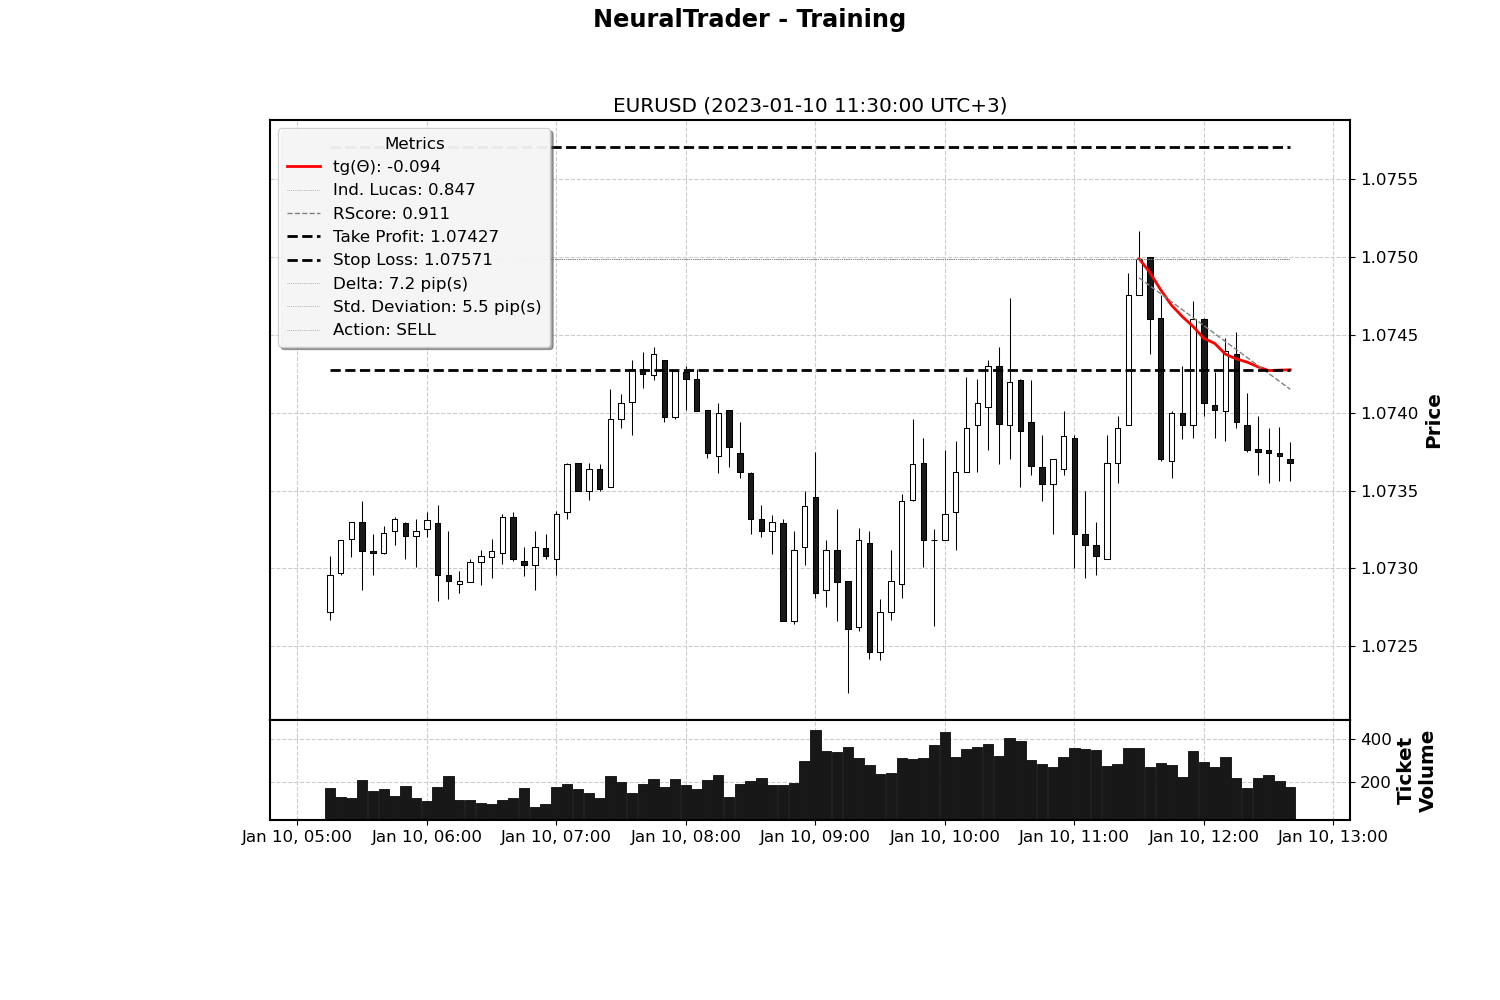 NeuralTrader - Training
EURUSD (2023-01-10 11:30:00 UTC+3)
Metrics
tg(Θ): -0.094
Ind. Lucas: 0.847
RScore: 0.911
Take Profit: 1.07427
Stop Loss: 1.07571
Delta: 7.2 pip(s)
Std. Deviation: 5.5 pip(s)
Action: SELL
1.0755
1.0750
1.0745
1.0740
1.0735
1.0730
1.0725
Price
400
200
Ticket
Volume
Jan 10, 05:00
Jan 10, 06:00
Jan 10, 07:00
Jan 10, 08:00
Jan 10, 09:00
Jan 10, 10:00
Jan 10, 11:00
Jan 10, 12:00
Jan 10, 13:00